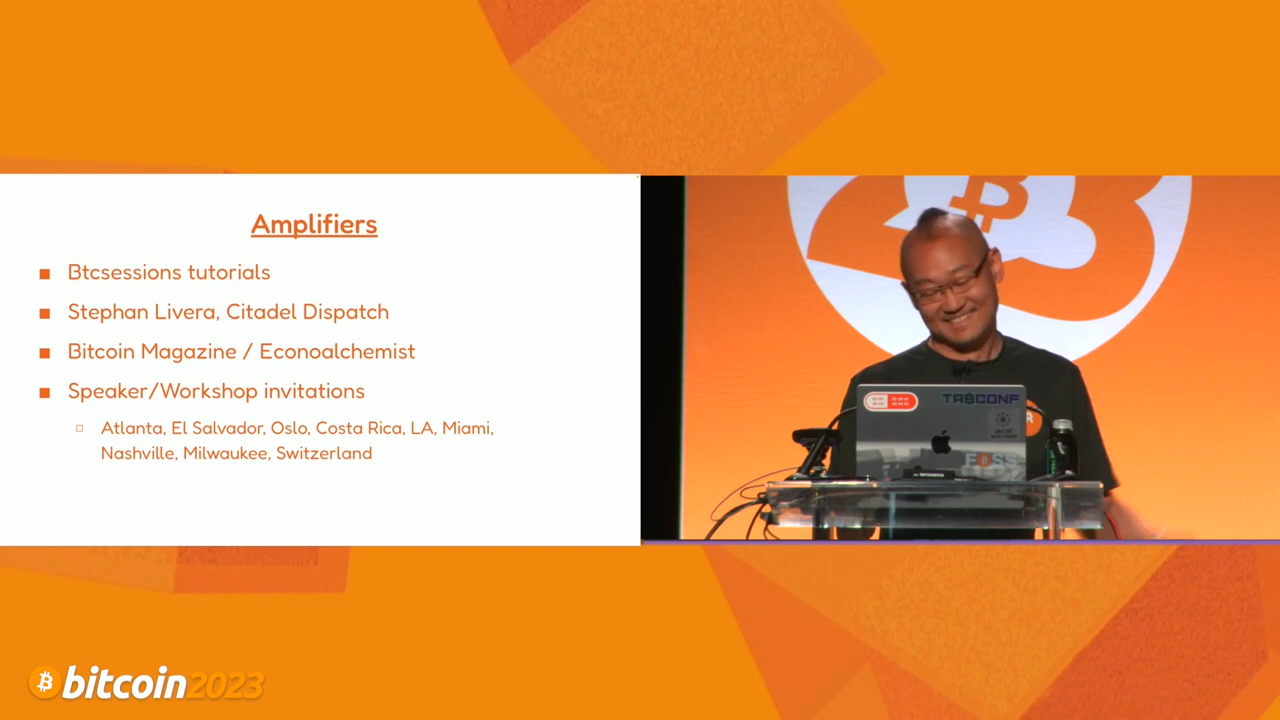 Amplifiers
Btcsessions tutorials
Stephan Livera, Citadel Dispatch
Bitcoin Magazine / Econoalchemist
Speaker/Workshop invitations
Atlanta, El Salvador, Oslo, Costa Rica, LA, Miami,
Nashville, Milwaukee, Switzerland
TABCONF
FOSS
bitcoin2023